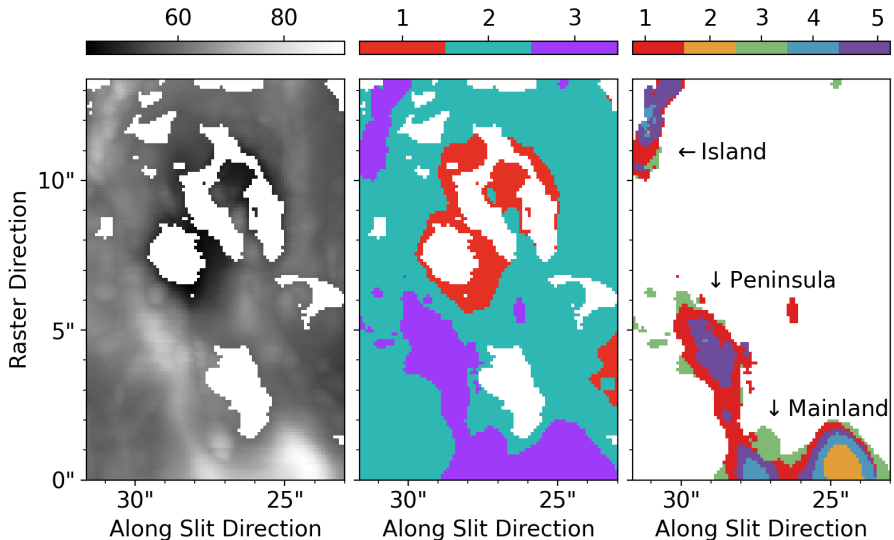 60 80
1 2 3
1 2 3 4 5
10"
5"
0"
Raster Direction
← Island
↓ Peninsula
↓ Mainland
30" 25"
30" 25"
30" 25"
Along Slit Direction
Along Slit Direction
Along Slit Direction